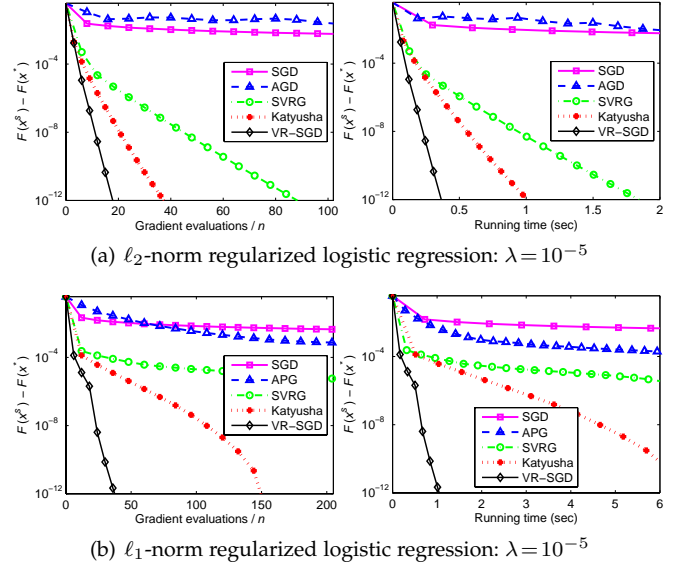 10⁻⁴
10⁻⁸
10⁻¹²
F(xˢ) − F(x*)
0 20 40 60 80 100
Gradient evaluations / n
SGD
AGD
SVRG
Katyusha
VR−SGD
10⁻⁴
10⁻⁸
10⁻¹²
F(xˢ) − F(x*)
0 0.5 1 1.5 2
Running time (sec)
SGD
AGD
SVRG
Katyusha
VR−SGD
(a) ℓ₂-norm regularized logistic regression: λ=10⁻⁵
10⁻⁴
10⁻⁸
10⁻¹²
F(xˢ) − F(x*)
0 50 100 150 200
Gradient evaluations / n
SGD
APG
SVRG
Katyusha
VR−SGD
10⁻⁴
10⁻⁸
10⁻¹²
F(xˢ) − F(x*)
0 1 2 3 4 5 6
Running time (sec)
SGD
APG
SVRG
Katyusha
VR−SGD
(b) ℓ₁-norm regularized logistic regression: λ=10⁻⁵